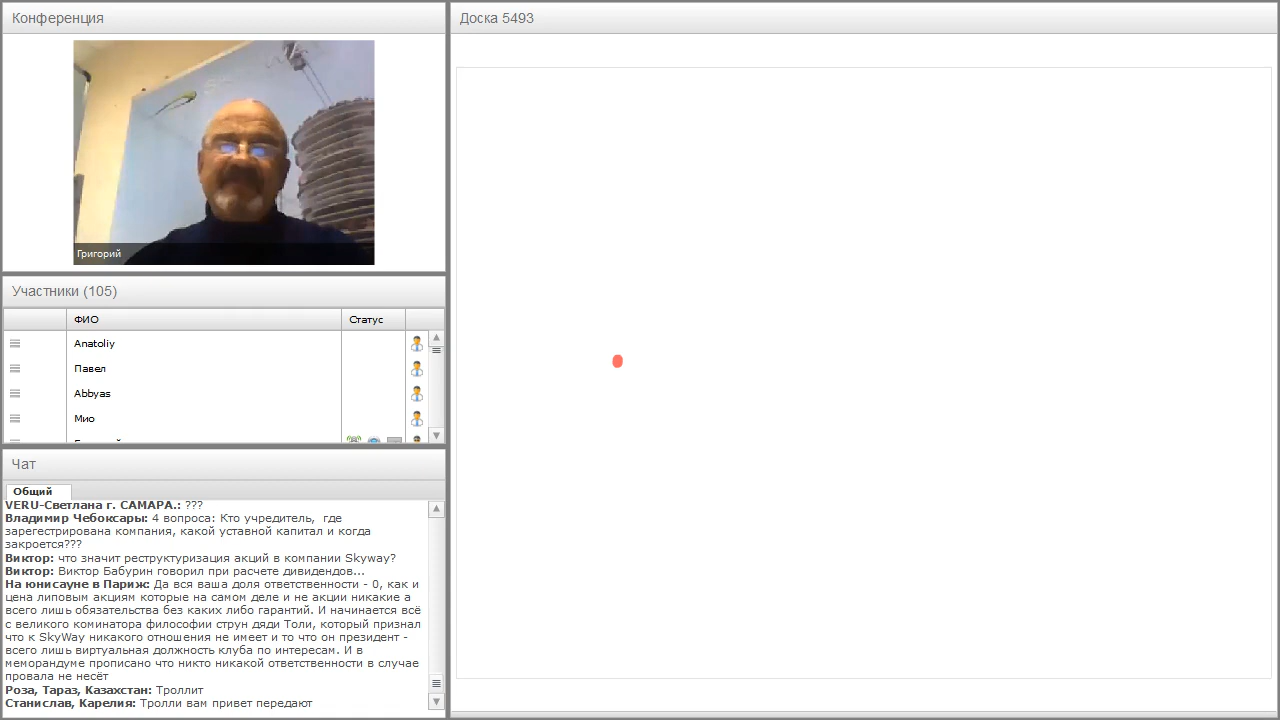 Конференция
Григорий
Участники (105)
ФИО
Статус
Anatoliy
Павел
Abbyas
Мио
Чат
Общий
VERU-Светлана г. САМАРА.: ???
Владимир Чебоксары: 4 вопроса: Кто учредитель, где
зарегестрирована компания, какой уставной капитал и когда
закроется???
Виктор: что значит реструктуризация акций в компании Skyway?
Виктор: Виктор Бабурин говорил при расчете дивидендов...
На юнисауне в Париж: Да вся ваша доля ответственности - 0, как и
цена липовым акциям которые на самом деле и не акции никакие а
всего лишь обязательства без каких либо гарантий. И начинается всё
с великого коминатора философии струн дяди Толи, который признал
что к SkyWay никакого отношения не имеет и то что он президент -
всего лишь виртуальная должность клуба по интересам. И в
меморандуме прописано что никто никакой ответственности в случае
провала не несёт
Роза, Тараз, Казахстан: Троллит
Станислав, Карелия: Тролли вам привет передают
Доска 5493